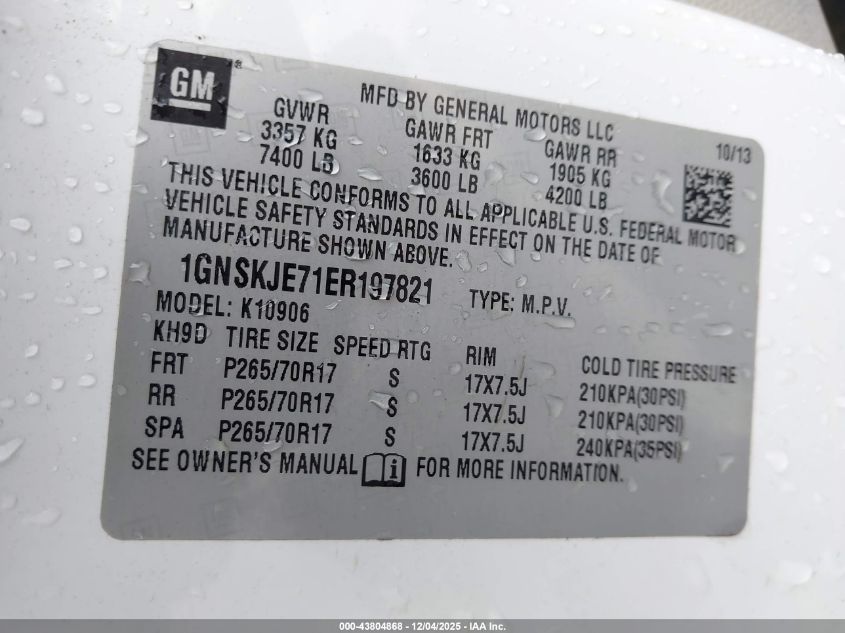 GM®
MFD BY GENERAL MOTORS LLC
10/13
GVWR GAWR FRT GAWR RR
3357 KG 1633 KG 1905 KG
7400 LB 3600 LB 4200 LB
THIS VEHICLE CONFORMS TO ALL APPLICABLE U.S. FEDERAL MOTOR
VEHICLE SAFETY STANDARDS IN EFFECT ON THE DATE OF
MANUFACTURE SHOWN ABOVE.
1GNSKJE71ER197821 TYPE: M.P.V.
MODEL: K10906
KH9D TIRE SIZE SPEED RTG RIM COLD TIRE PRESSURE
FRT P265/70R17 S 17X7.5J 210KPA(30PSI)
RR P265/70R17 S 17X7.5J 210KPA(30PSI)
SPA P265/70R17 S 17X7.5J 240KPA(35PSI)
SEE OWNER'S MANUAL i FOR MORE INFORMATION.
000-43804868 - 12/04/2025 - IAA Inc.